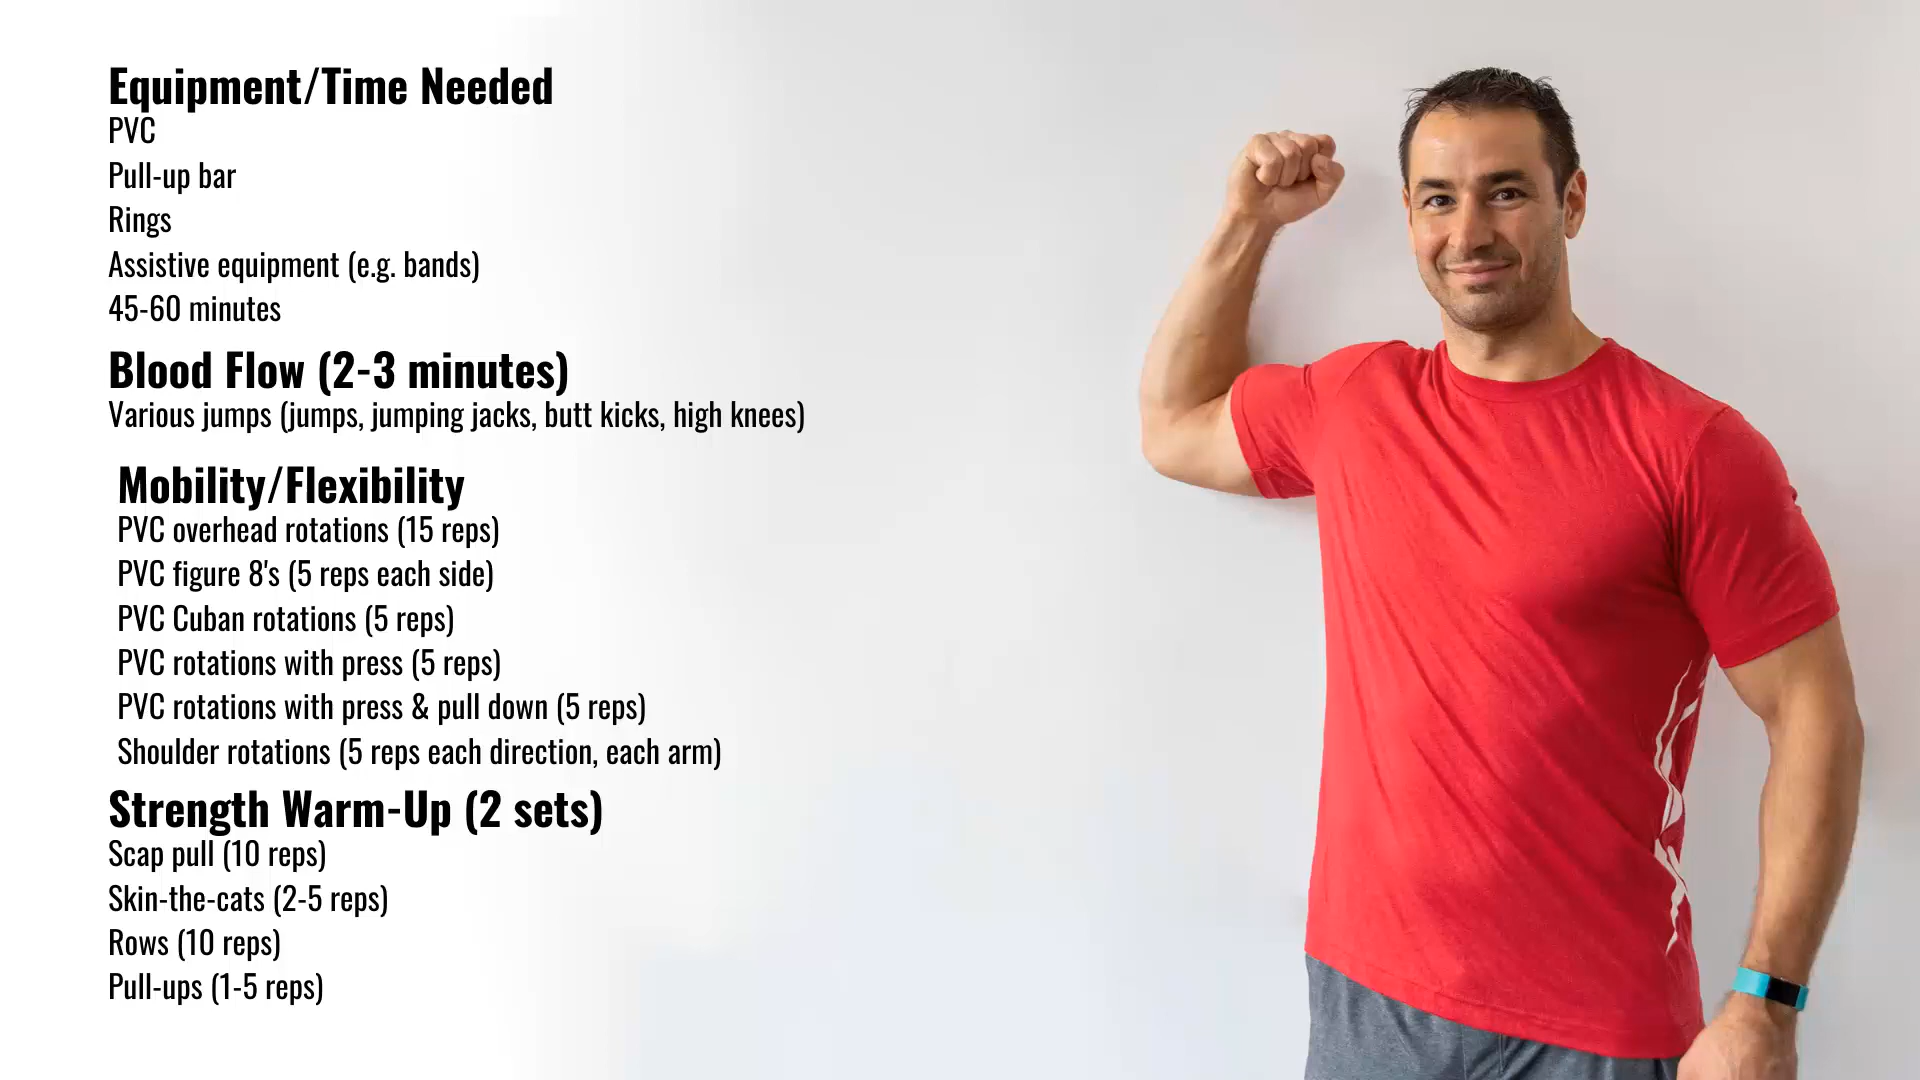 Equipment/Time Needed
PVC
Pull-up bar
Rings
Assistive equipment (e.g. bands)
45-60 minutes
Blood Flow (2-3 minutes)
Various jumps (jumps, jumping jacks, butt kicks, high knees)
Mobility/Flexibility
PVC overhead rotations (15 reps)
PVC figure 8's (5 reps each side)
PVC Cuban rotations (5 reps)
PVC rotations with press (5 reps)
PVC rotations with press & pull down (5 reps)
Shoulder rotations (5 reps each direction, each arm)
Strength Warm-Up (2 sets)
Scap pull (10 reps)
Skin-the-cats (2-5 reps)
Rows (10 reps)
Pull-ups (1-5 reps)